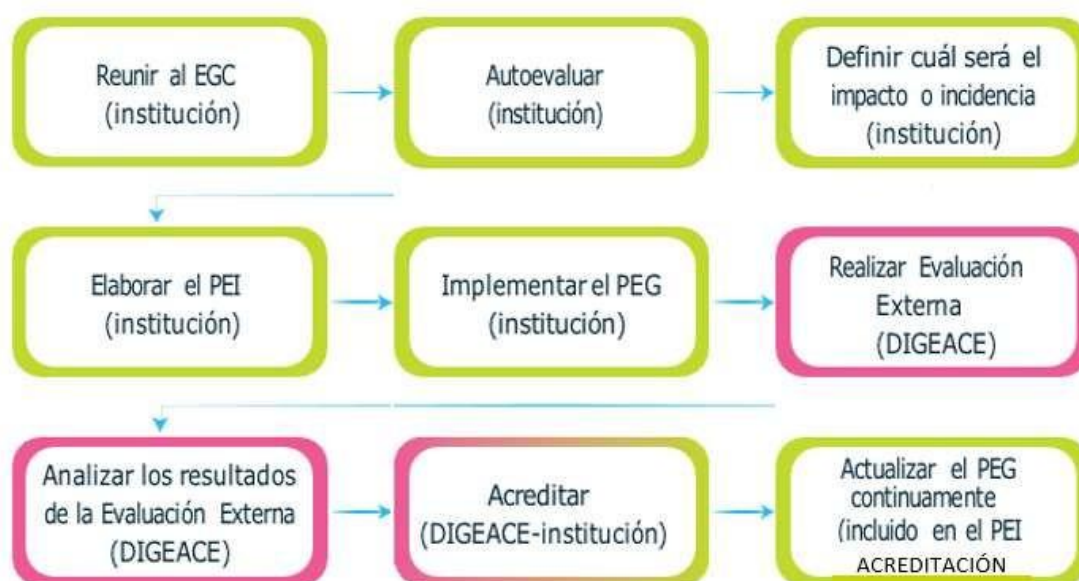 Reunir al EGC
(institución)
Autoevaluar
(institución)
Definir cuál será el
impacto o incidencia
(institución)
Elaborar el PEI
(institución)
Implementar el PEG
(institución)
Realizar Evaluación
Externa
(DIGEACE)
Analizar los resultados
de la Evaluación Externa
(DIGEACE)
Acreditar
(DIGEACE-institución)
Actualizar el PEG
continuamente
(incluido en el PEI
ACREDITACIÓN